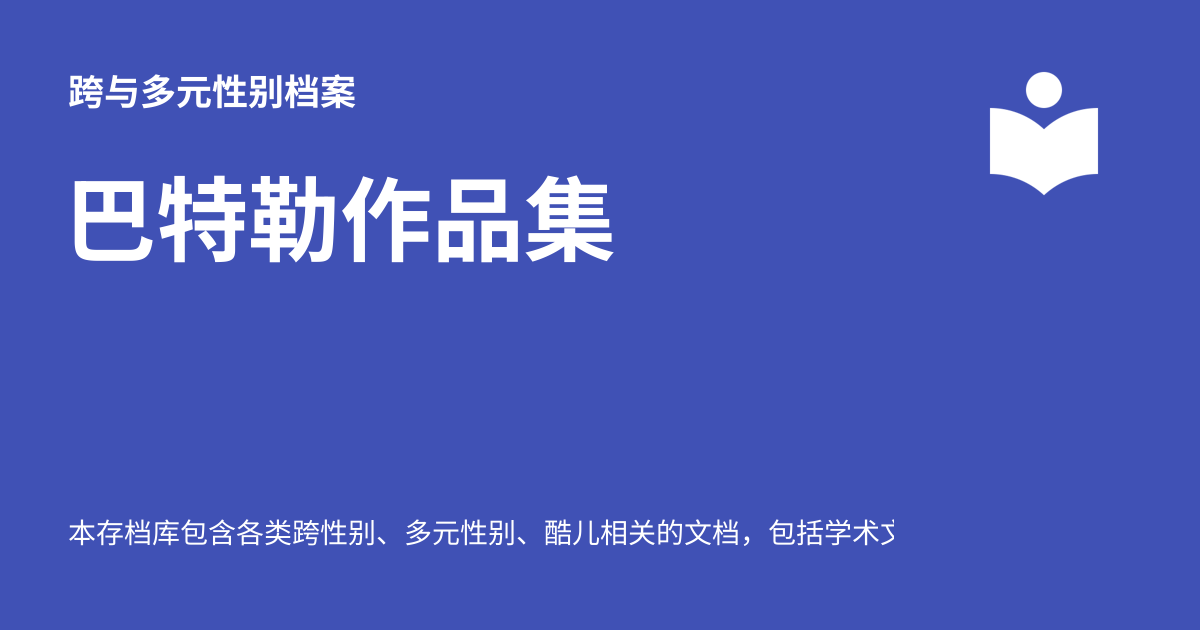 跨与多元性别档案
巴特勒作品集
本存档库包含各类跨性别、多元性别、酷儿相关的文档，包括学术